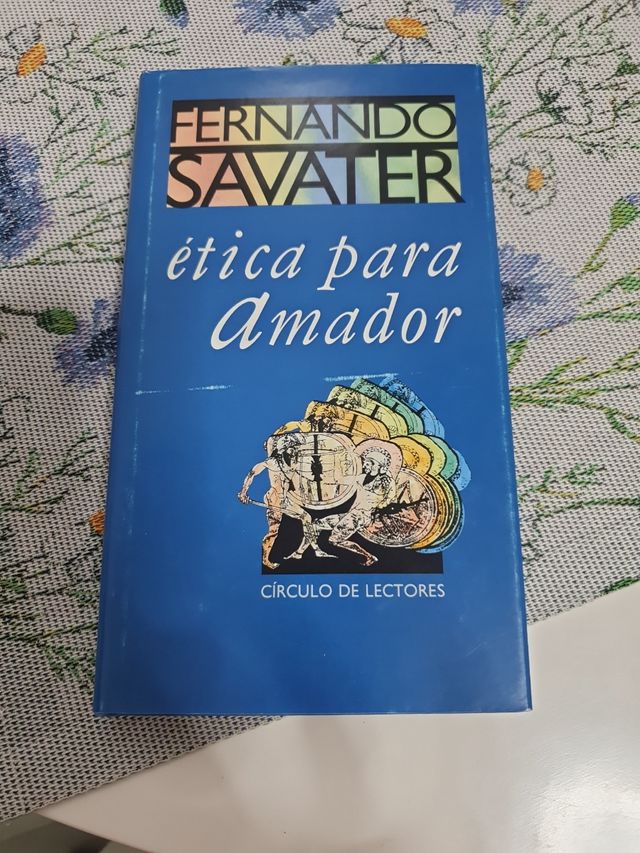 FERNANDO
SAVATER
ética para
amador
CÍRCULO DE LECTORES